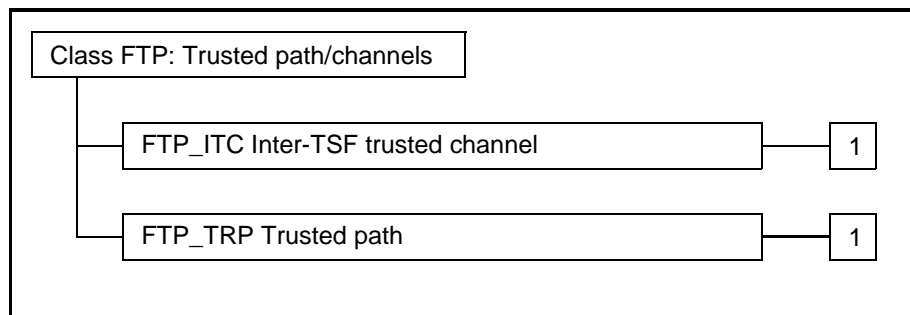 Class FTP: Trusted path/channels
FTP_ITC Inter-TSF trusted channel 1
FTP_TRP Trusted path 1